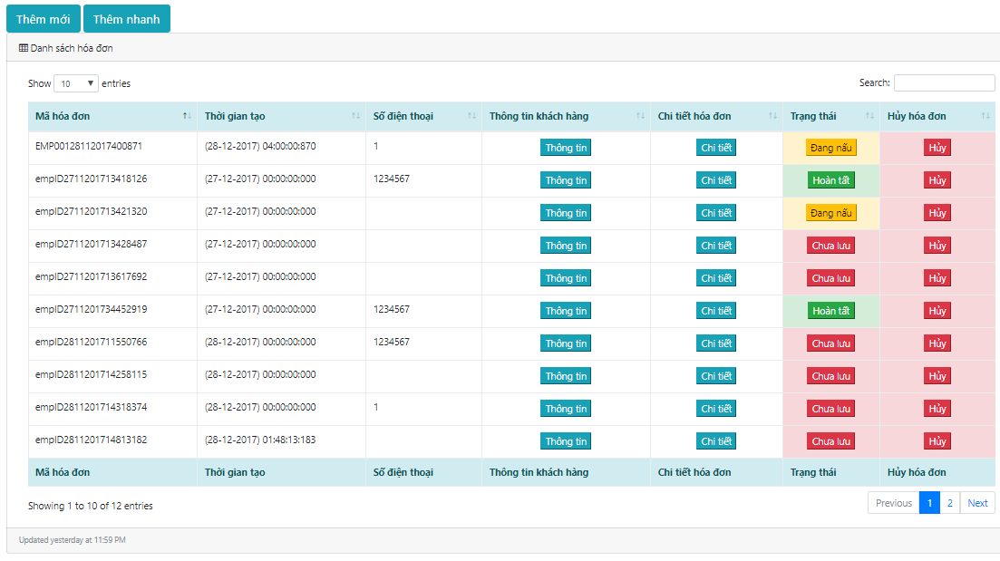 Thêm mới Thêm nhanh
Danh sách hóa đơn
Show 10 entries Search:
Mã hóa đơn Thời gian tạo Số điện thoại Thông tin khách hàng Chi tiết hóa đơn Trạng thái Hủy hóa đơn
EMP00128112017400871 (28-12-2017) 04:00:00:870 1 Thông tin Chi tiết Đang nấu Hủy
empID2711201713418126 (27-12-2017) 00:00:00:000 1234567 Thông tin Chi tiết Hoàn tất Hủy
empID2711201713421320 (27-12-2017) 00:00:00:000 Thông tin Chi tiết Đang nấu Hủy
empID2711201713428487 (27-12-2017) 00:00:00:000 Thông tin Chi tiết Chưa lưu Hủy
empID2711201713617692 (27-12-2017) 00:00:00:000 Thông tin Chi tiết Chưa lưu Hủy
empID2711201734452919 (27-12-2017) 00:00:00:000 1234567 Thông tin Chi tiết Hoàn tất Hủy
empID2811201711550766 (28-12-2017) 00:00:00:000 1234567 Thông tin Chi tiết Chưa lưu Hủy
empID2811201714258115 (28-12-2017) 00:00:00:000 Thông tin Chi tiết Chưa lưu Hủy
empID2811201714318374 (28-12-2017) 00:00:00:000 1 Thông tin Chi tiết Chưa lưu Hủy
empID2811201714813182 (28-12-2017) 01:48:13:183 Thông tin Chi tiết Chưa lưu Hủy
Mã hóa đơn Thời gian tạo Số điện thoại Thông tin khách hàng Chi tiết hóa đơn Trạng thái Hủy hóa đơn
Showing 1 to 10 of 12 entries Previous 1 2 Next
Updated yesterday at 11:59 PM